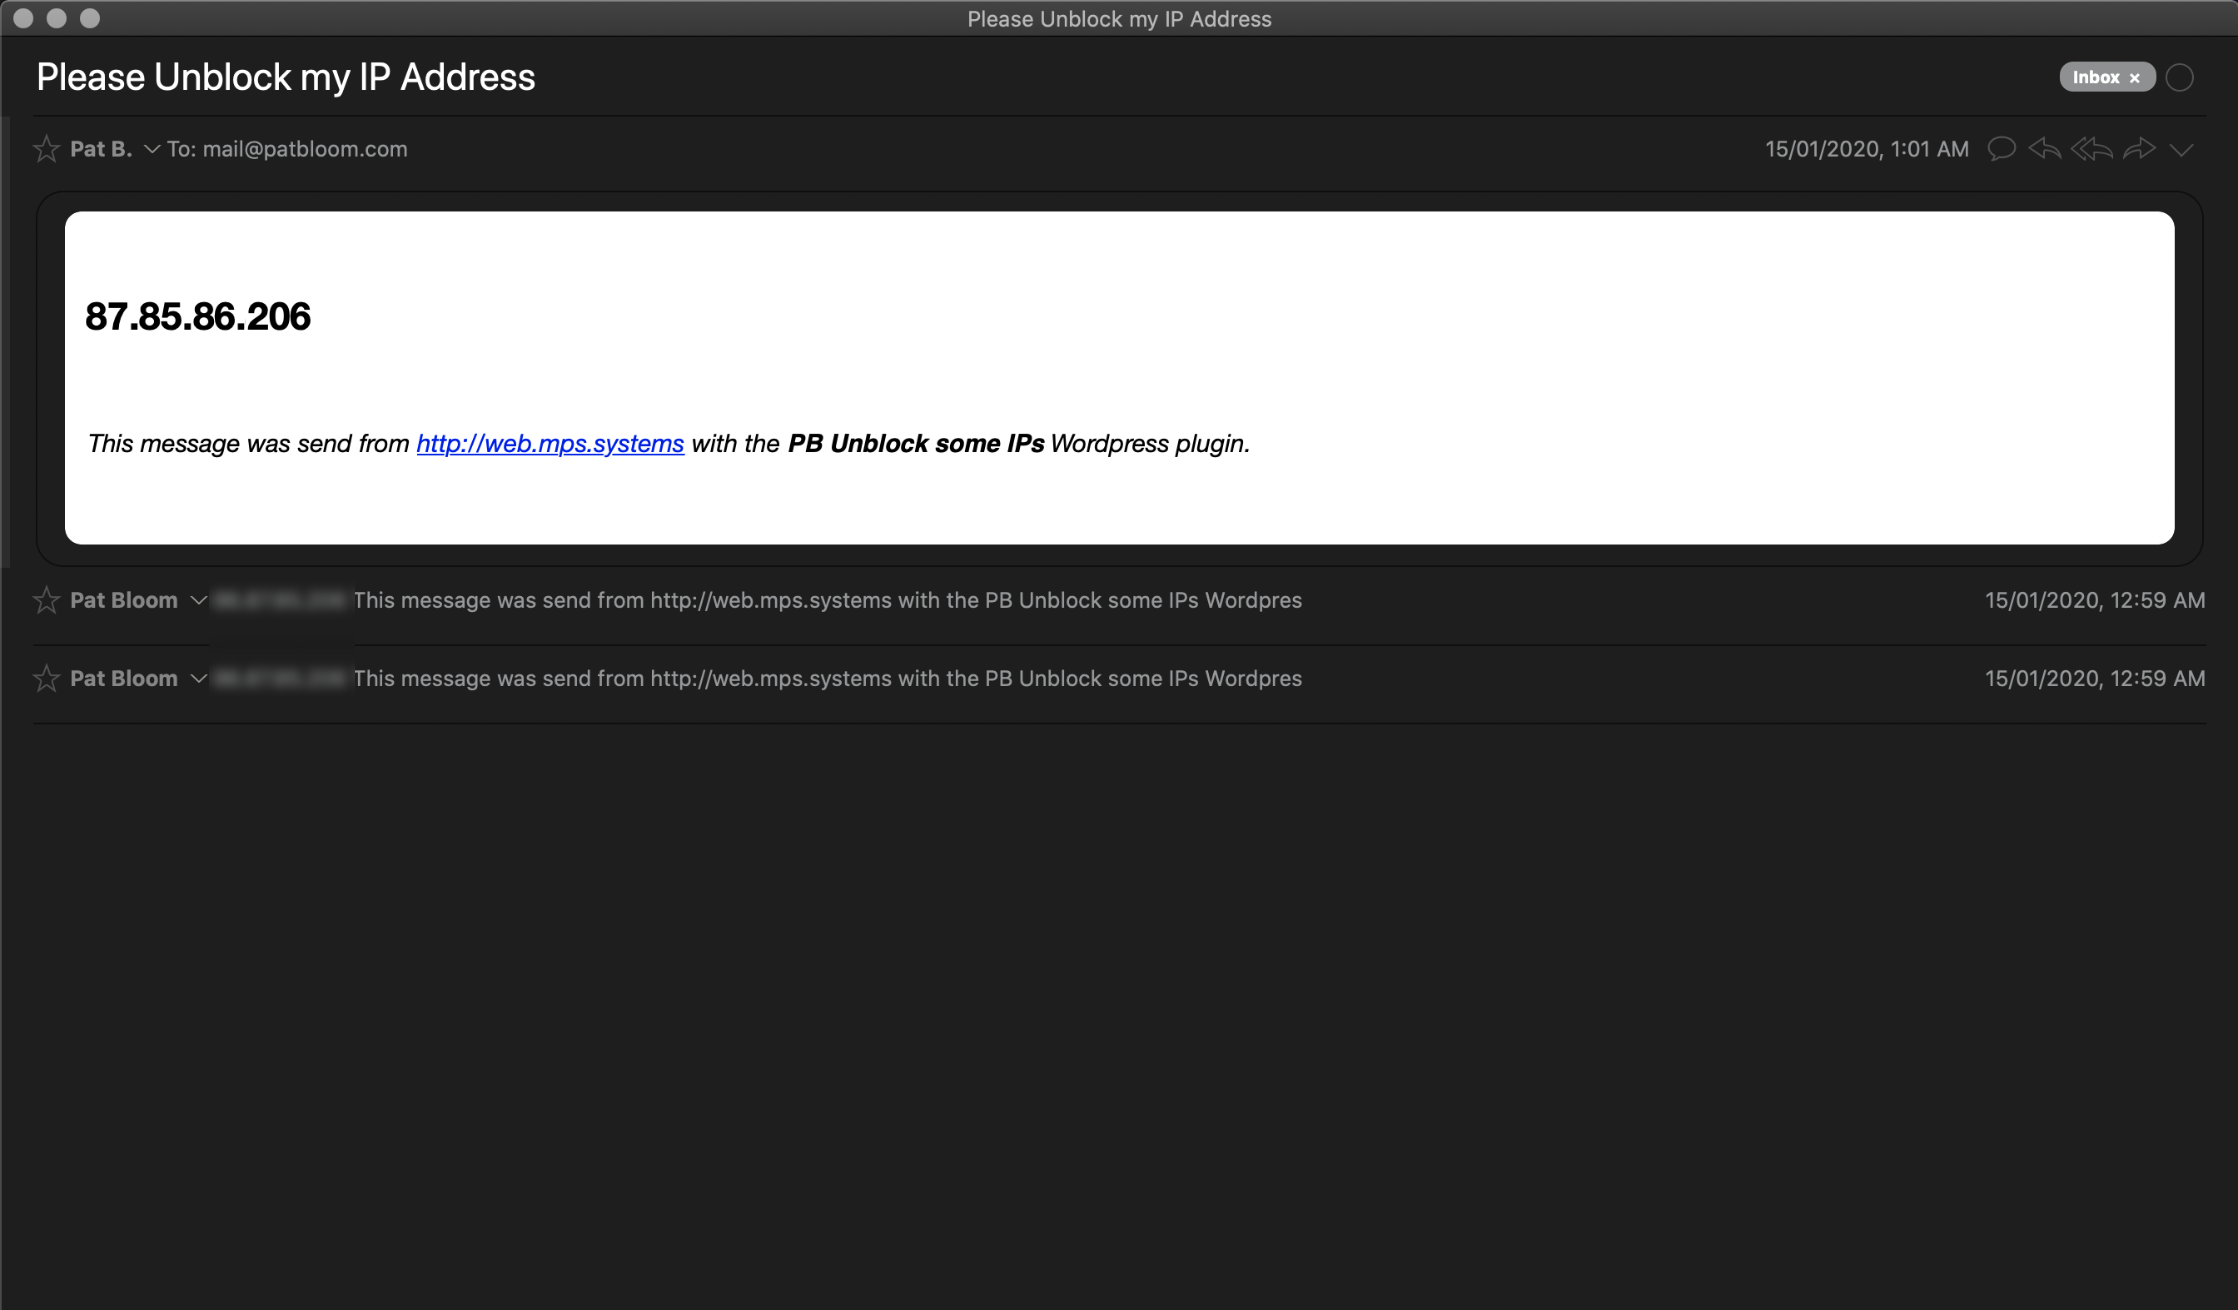 Please Unblock my IP Address
Please Unblock my IP Address
Inbox ×
Pat B. To: mail@patbloom.com 15/01/2020, 1:01 AM
87.85.86.206
This message was send from http://web.mps.systems with the PB Unblock some IPs Wordpress plugin.
Pat Bloom This message was send from http://web.mps.systems with the PB Unblock some IPs Wordpres 15/01/2020, 12:59 AM
Pat Bloom This message was send from http://web.mps.systems with the PB Unblock some IPs Wordpres 15/01/2020, 12:59 AM